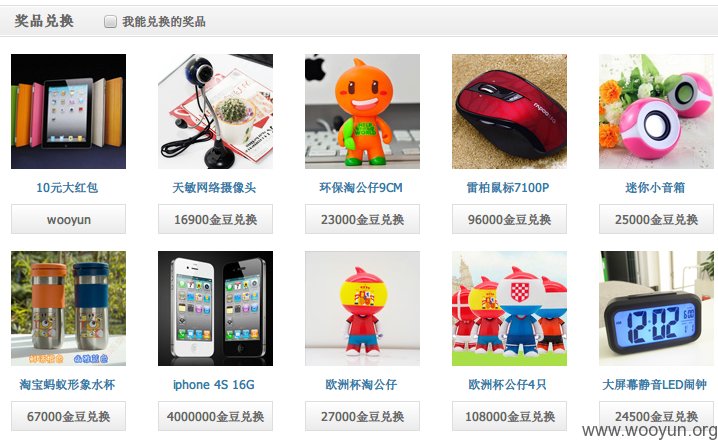 奖品兑换 我能兑换的奖品
10元大红包 天敏网络摄像头 环保淘公仔9CM 雷柏鼠标7100P 迷你小音箱
wooyun 16900金豆兑换 23000金豆兑换 96000金豆兑换 25000金豆兑换
淘宝蚂蚁形象水杯 iphone 4S 16G 欧洲杯淘公仔 欧洲杯公仔4只 大屏幕静音LED闹钟
67000金豆兑换 4000000金豆兑换 27000金豆兑换 108000金豆兑换 24500金豆兑换
www.wooyun.org